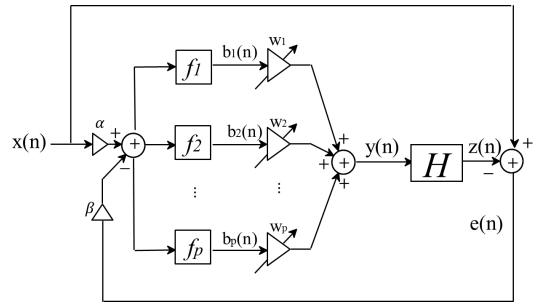 w1
b1(n)
f1
α
+
x(n)
+
−
w2
b2(n)
f2
+
+
+
+
y(n)
H
z(n)
−
+
+
β
...
...
e(n)
wp
bp(n)
fp